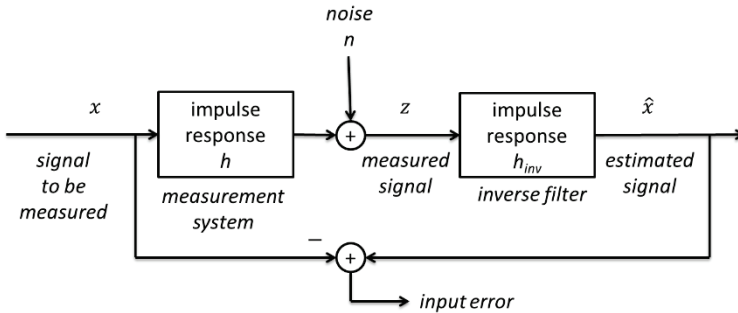 noise
n
x
impulse
response
h
z
impulse
response
h_inv
x̂
+
signal
to be
measured
measurement
system
measured
signal
inverse filter
estimated
signal
−
+
input error